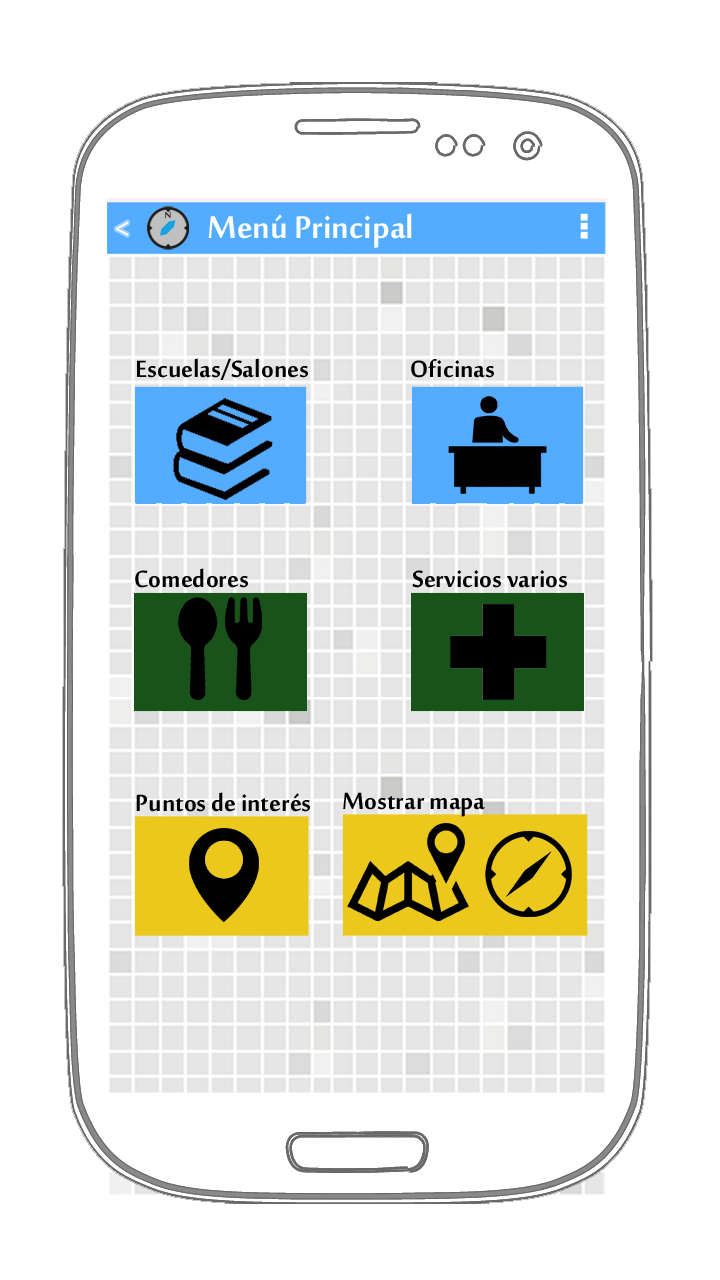 < N Menú Principal
Escuelas/Salones Oficinas
Comedores Servicios varios
Puntos de interés Mostrar mapa